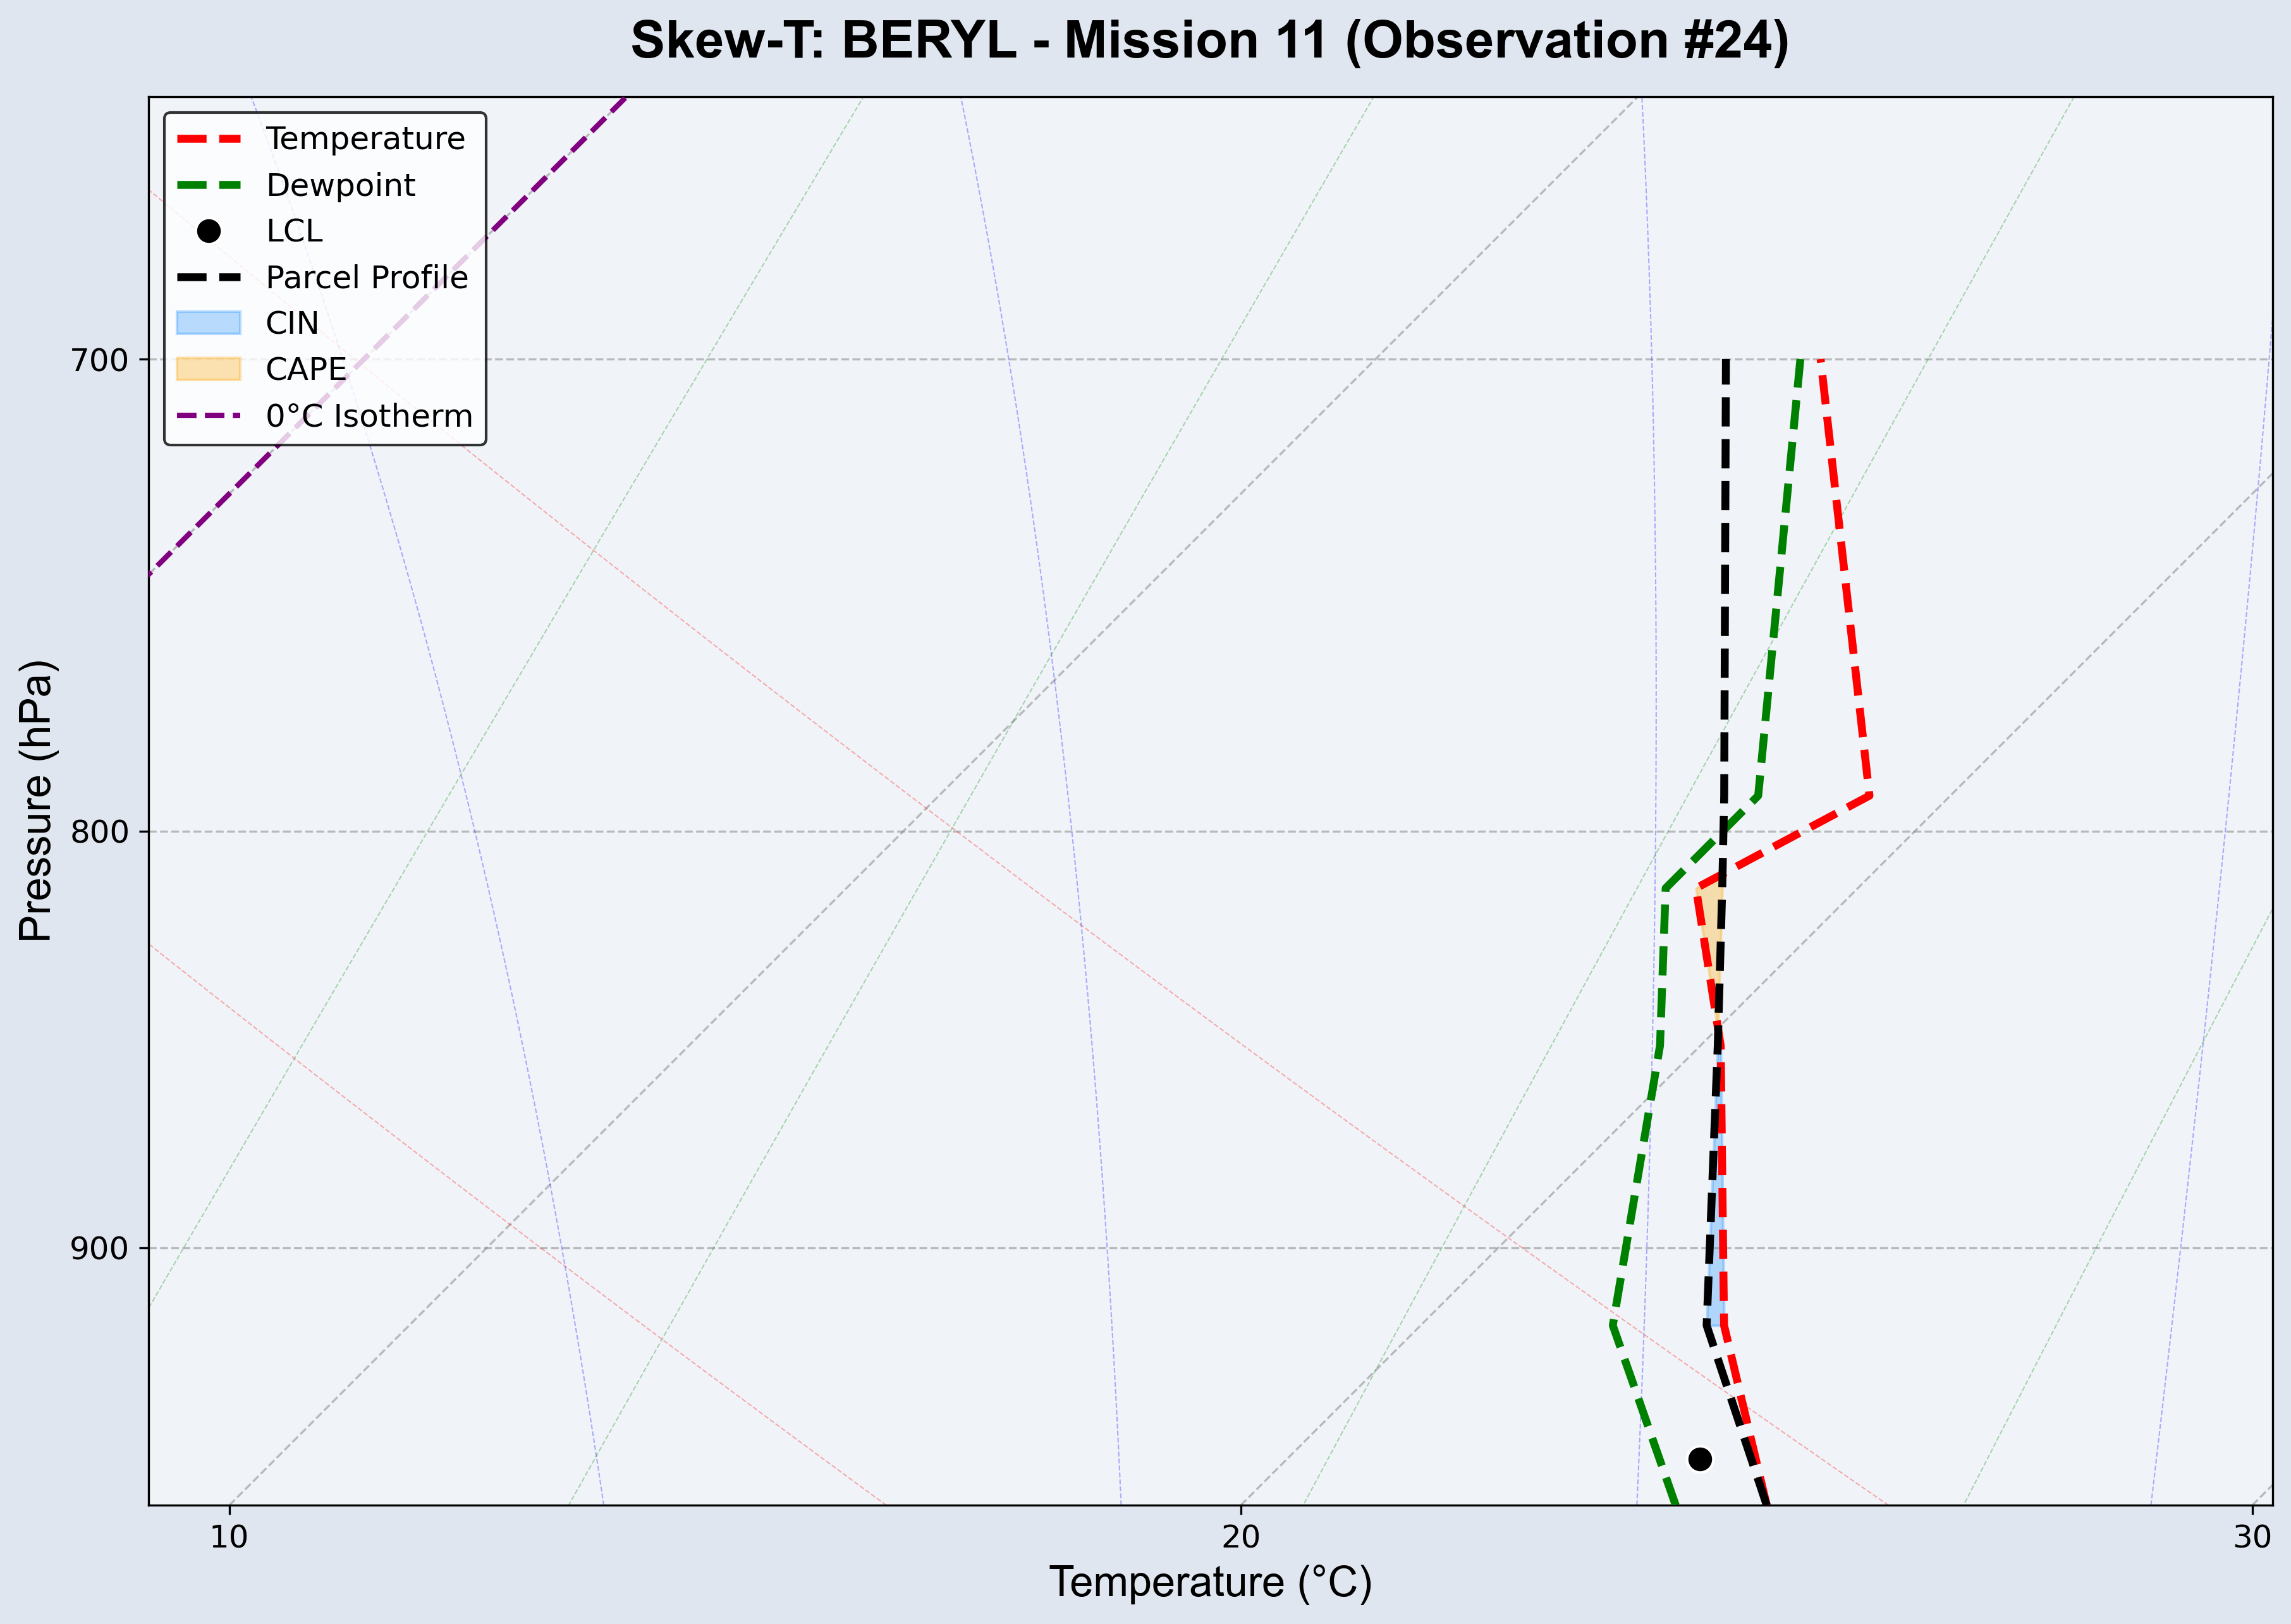 Skew-T: BERYL - Mission 11 (Observation #24)
Temperature
Dewpoint
LCL
Parcel Profile
CIN
CAPE
0°C Isotherm
700
800
900
Pressure (hPa)
10
20
30
Temperature (°C)